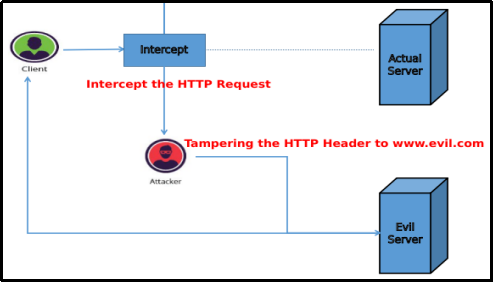 Intercept
Actual
Server
Client
Intercept the HTTP Request
Tampering the HTTP Header to www.evil.com
Attacker
Evil
Server